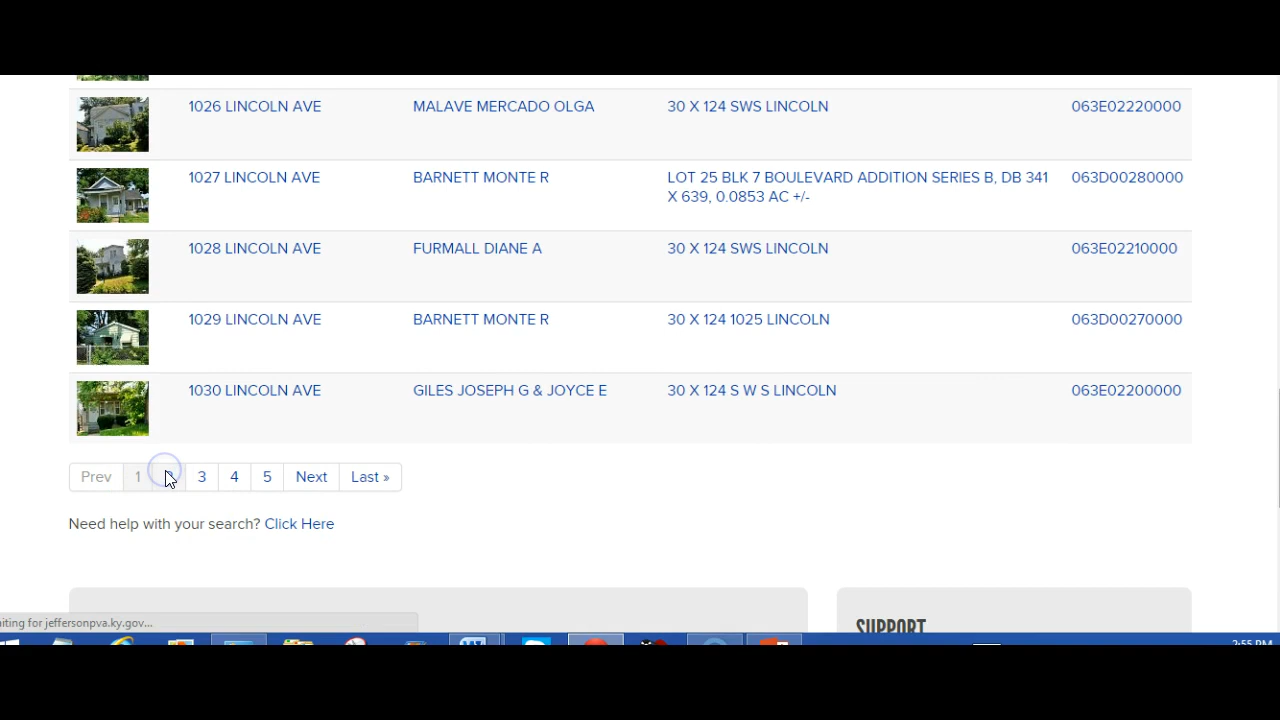 1026 LINCOLN AVE MALAVE MERCADO OLGA 30 X 124 SWS LINCOLN 063E02220000
1027 LINCOLN AVE BARNETT MONTE R LOT 25 BLK 7 BOULEVARD ADDITION SERIES B, DB 341 063D00280000
X 639, 0.0853 AC +/-
1028 LINCOLN AVE FURMALL DIANE A 30 X 124 SWS LINCOLN 063E02210000
1029 LINCOLN AVE BARNETT MONTE R 30 X 124 1025 LINCOLN 063D00270000
1030 LINCOLN AVE GILES JOSEPH G & JOYCE E 30 X 124 S W S LINCOLN 063E02200000
Prev 1 2 3 4 5 Next Last »
Need help with your search? Click Here
SUPPORT
iting for jeffersonpva.ky.gov...
2:55 PM